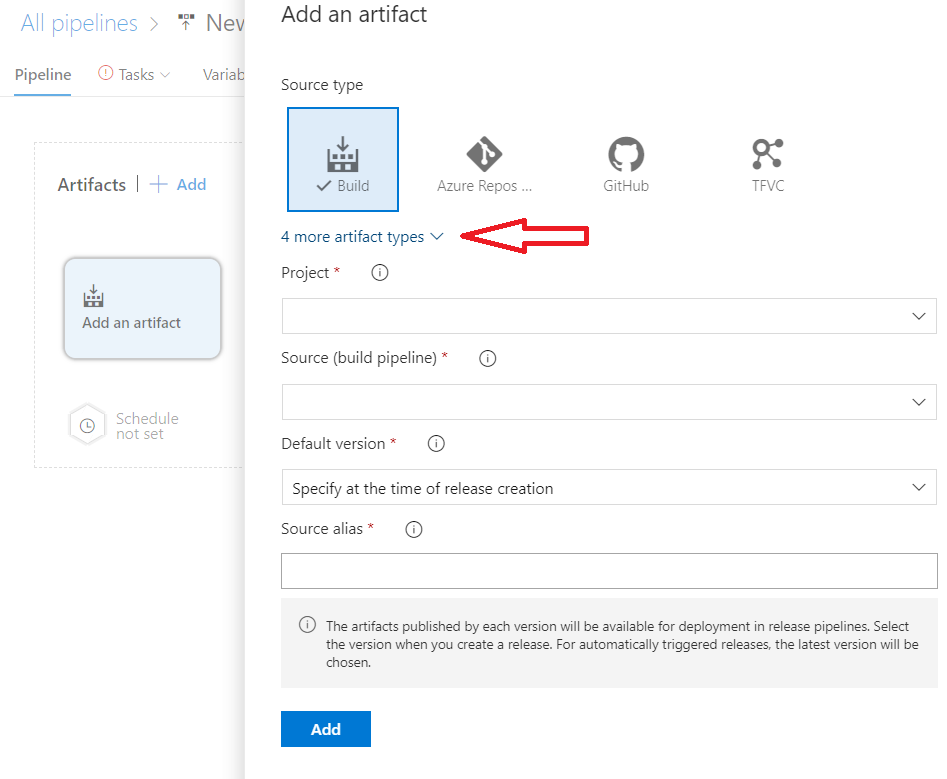 All pipelines > New
Pipeline
Tasks
Variab
Artifacts | + Add
Add an artifact
Schedule
not set
Add an artifact
Source type
Build
Azure Repos ...
GitHub
TFVC
4 more artifact types
Project *
Source (build pipeline) *
Default version *
Specify at the time of release creation
Source alias *
The artifacts published by each version will be available for deployment in release pipelines. Select
the version when you create a release. For automatically triggered releases, the latest version will be
chosen.
Add